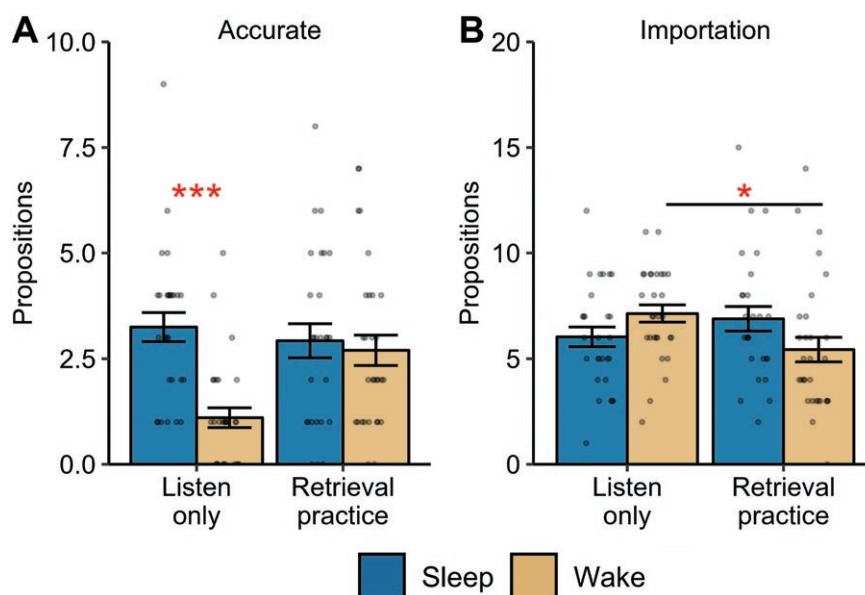 A
Accurate
Propositions
10.0
7.5
5.0
2.5
0.0
***
Listen
only
Retrieval
practice
B
Importation
Propositions
20
15
10
5
0
*
Listen
only
Retrieval
practice
Sleep
Wake